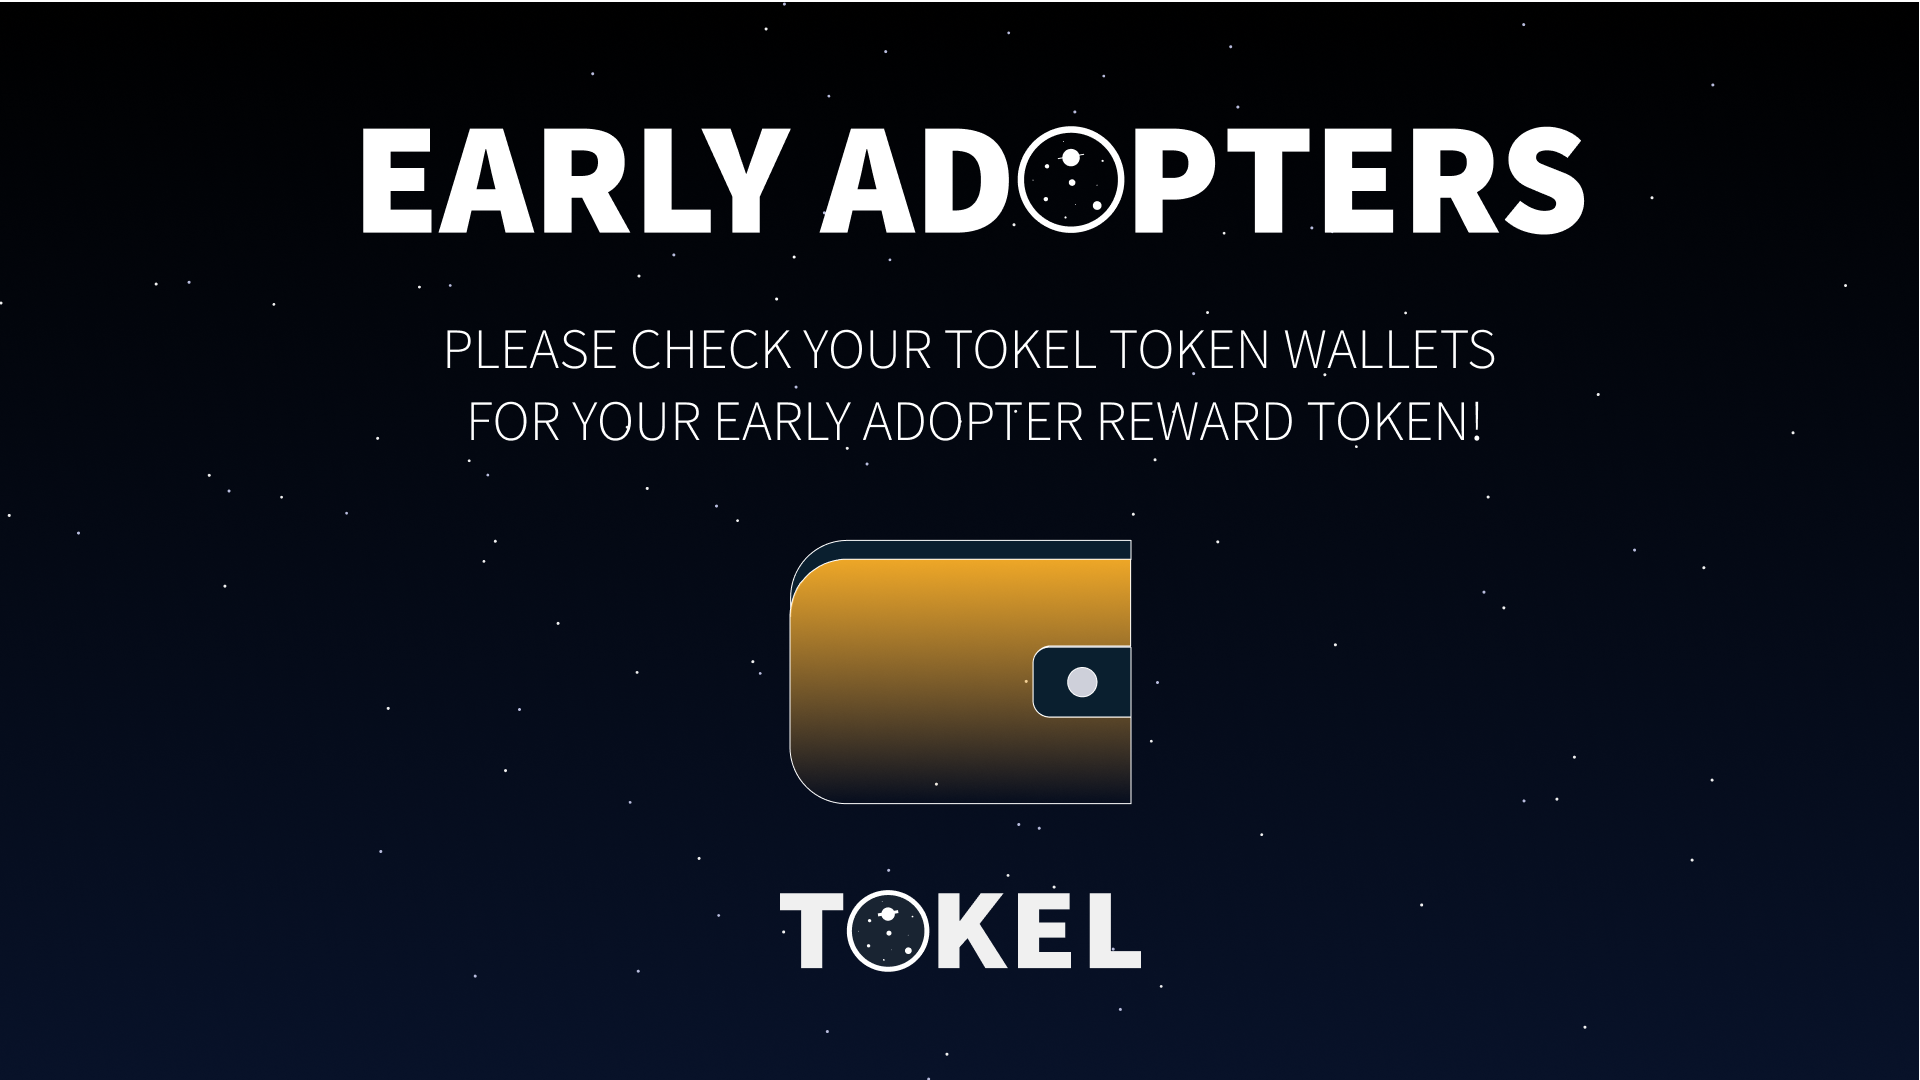 EARLY ADOPTERS
PLEASE CHECK YOUR TOKEL TOKEN WALLETS
FOR YOUR EARLY ADOPTER REWARD TOKEN!
TOKEL